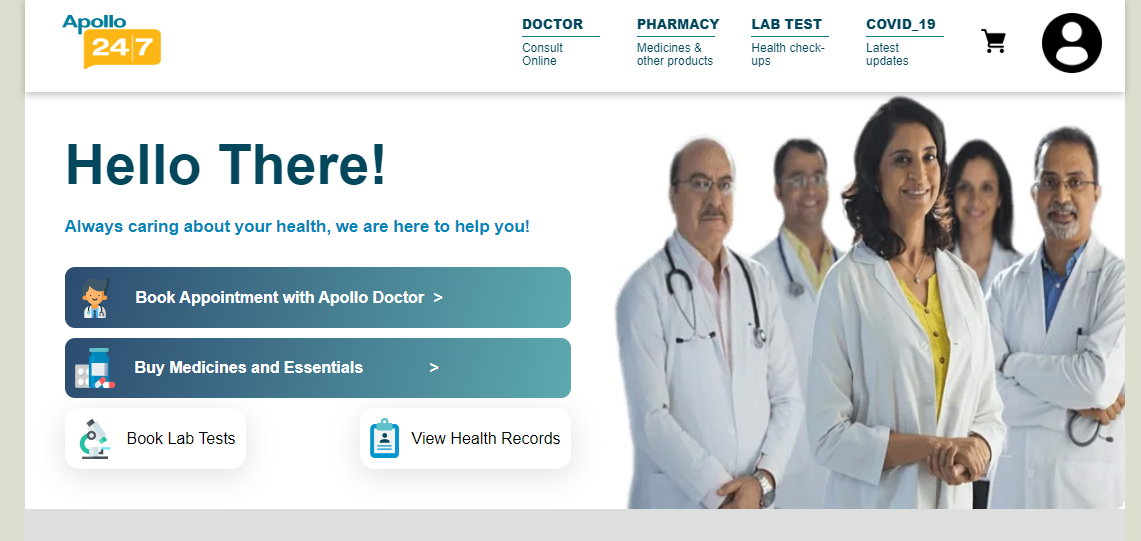 Apollo
24|7
DOCTOR
Consult
Online
PHARMACY
Medicines &
other products
LAB TEST
Health check-
ups
COVID_19
Latest
updates
Hello There!
Always caring about your health, we are here to help you!
Book Appointment with Apollo Doctor >
Buy Medicines and Essentials >
Book Lab Tests
View Health Records